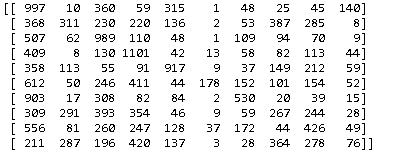 [[ 997 10 360 59 315 1 48 25 45 140]
[ 368 311 230 220 136 2 53 387 285 8]
[ 507 62 989 110 48 1 109 94 70 9]
[ 409 8 130 1101 42 13 58 82 113 44]
[ 358 113 55 91 917 9 37 149 212 59]
[ 612 50 246 411 44 178 152 101 154 52]
[ 903 17 308 82 84 2 530 20 39 15]
[ 309 291 393 354 46 9 59 267 244 28]
[ 556 81 260 247 128 37 172 44 426 49]
[ 211 287 196 420 137 3 28 364 278 76]]